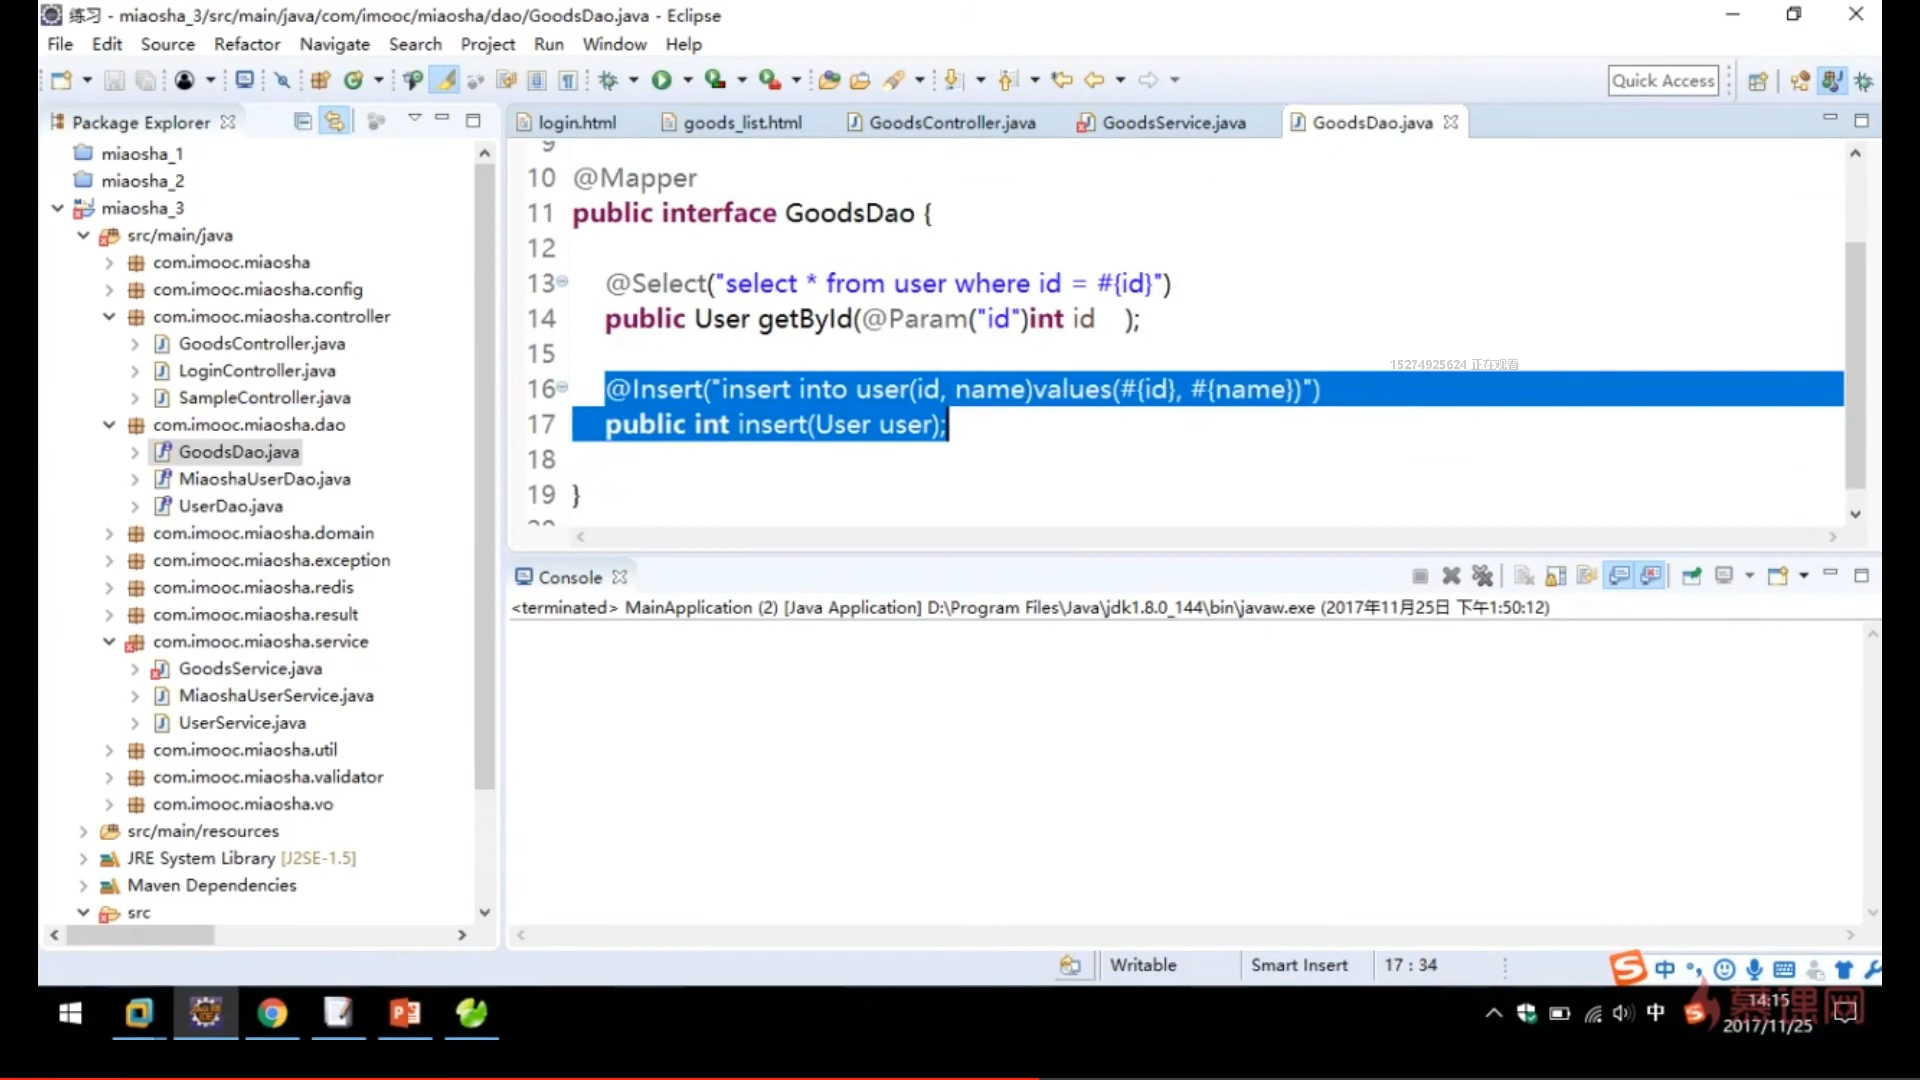 练习 - miaosha_3/src/main/java/com/imooc/miaosha/dao/GoodsDao.java - Eclipse
File Edit Source Refactor Navigate Search Project Run Window Help
Quick Access
Package Explorer
miaosha_1
miaosha_2
miaosha_3
src/main/java
com.imooc.miaosha
com.imooc.miaosha.config
com.imooc.miaosha.controller
GoodsController.java
LoginController.java
SampleController.java
com.imooc.miaosha.dao
GoodsDao.java
MiaoshaUserDao.java
UserDao.java
com.imooc.miaosha.domain
com.imooc.miaosha.exception
com.imooc.miaosha.redis
com.imooc.miaosha.result
com.imooc.miaosha.service
GoodsService.java
MiaoshaUserService.java
UserService.java
com.imooc.miaosha.util
com.imooc.miaosha.validator
com.imooc.miaosha.vo
src/main/resources
JRE System Library [J2SE-1.5]
Maven Dependencies
src
login.html goods_list.html GoodsController.java GoodsService.java GoodsDao.java
9
10 @Mapper
11 public interface GoodsDao {
12
13 @Select("select * from user where id = #{id}")
14 public User getById(@Param("id")int id );
15
15274925624 正在观看
16 @Insert("insert into user(id, name)values(#{id}, #{name})")
17 public int insert(User user);
18
19 }
Console
<terminated> MainApplication (2) [Java Application] D:\Program Files\Java\jdk1.8.0_144\bin\javaw.exe (2017年11月25日 下午1:50:12)
Writable Smart Insert 17 : 34
中
中
14:15
2017/11/25
慕课网